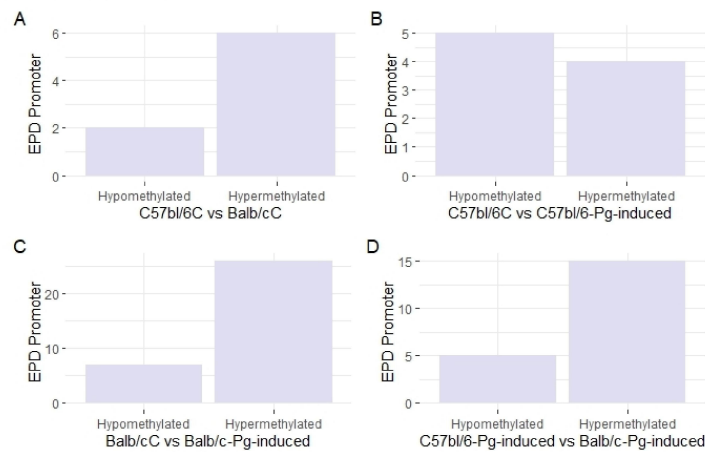 A
EPD Promoter
6
4
2
0
Hypomethylated Hypermethylated
C57bl/6C vs Balb/cC
B
EPD Promoter
5
4
3
2
1
0
Hypomethylated Hypermethylated
C57bl/6C vs C57bl/6-Pg-induced
C
EPD Promoter
20
10
0
Hypomethylated Hypermethylated
Balb/cC vs Balb/c-Pg-induced
D
EPD Promoter
15
10
5
0
Hypomethylated Hypermethylated
C57bl/6-Pg-induced vs Balb/c-Pg-induced